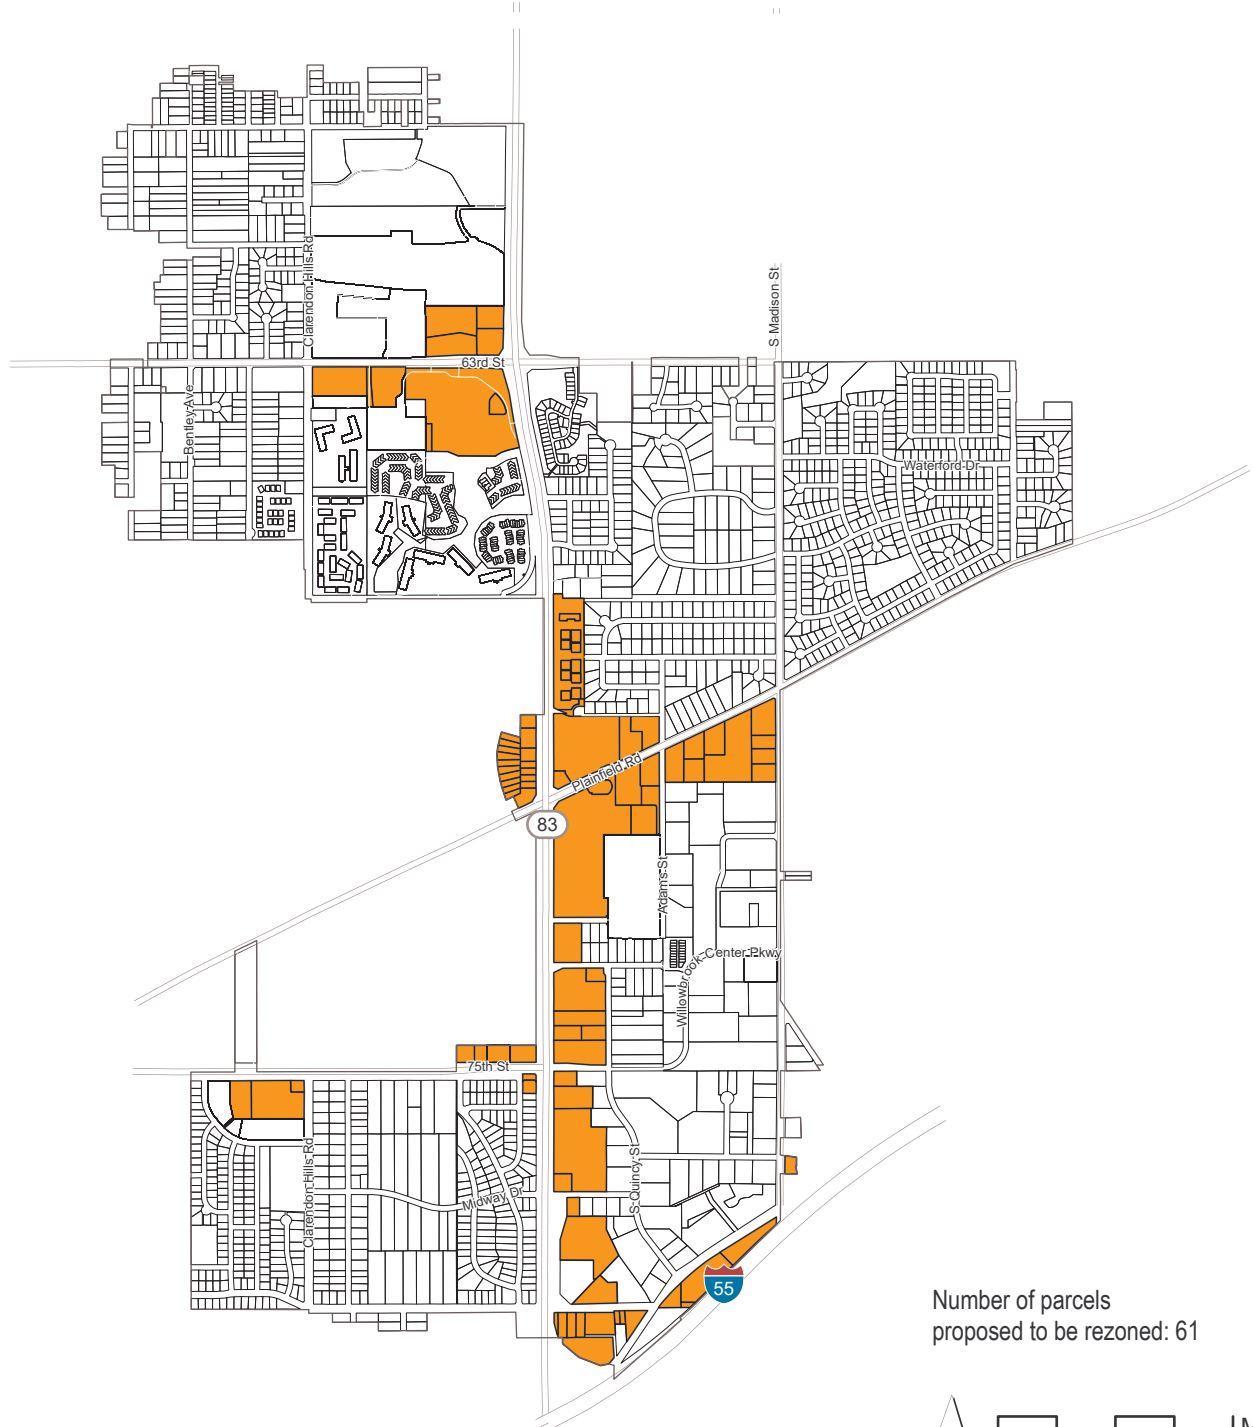 S Madison St
Clarendon Hills Rd
63rd St
Bentley Ave
Waterford Dr
Plainfield Rd
83
Adams St
Willowbrook Center Pkwy
75th St
S Quincy St
Clarendon Hills Rd
Midway Dr
55
Number of parcels
proposed to be rezoned: 61